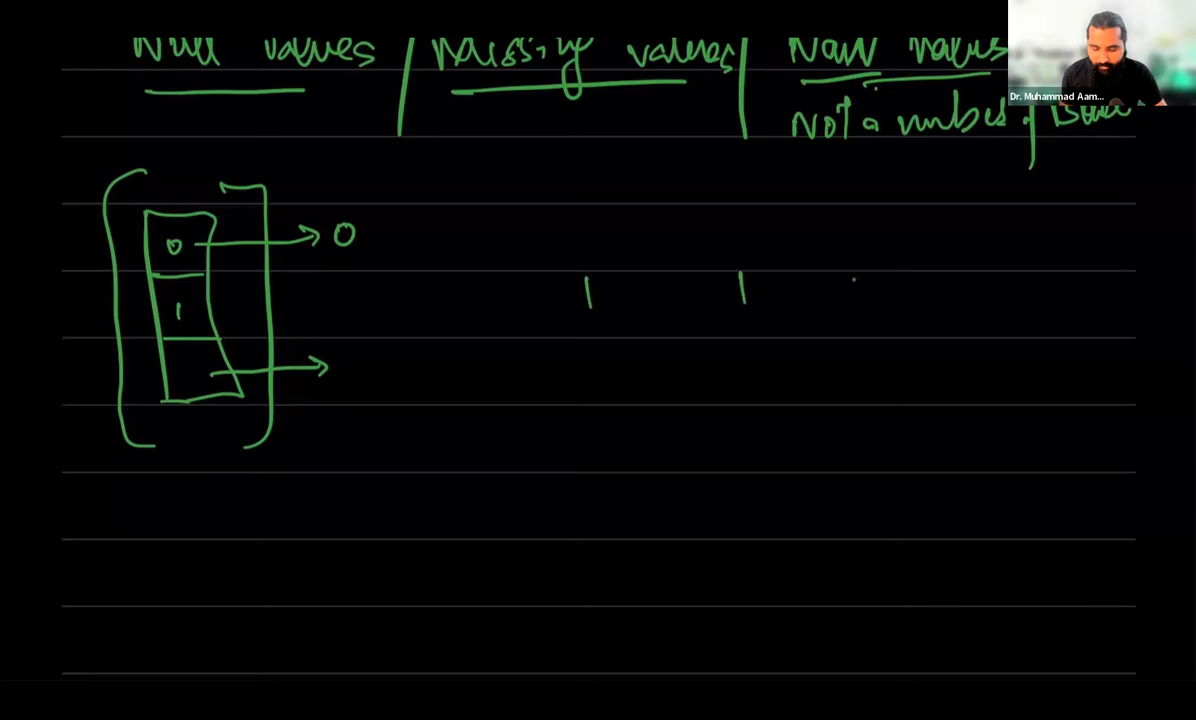 Null values | Missing values | NaN values
Dr. Muhammad Aam...
Not a number
0 → 0
1